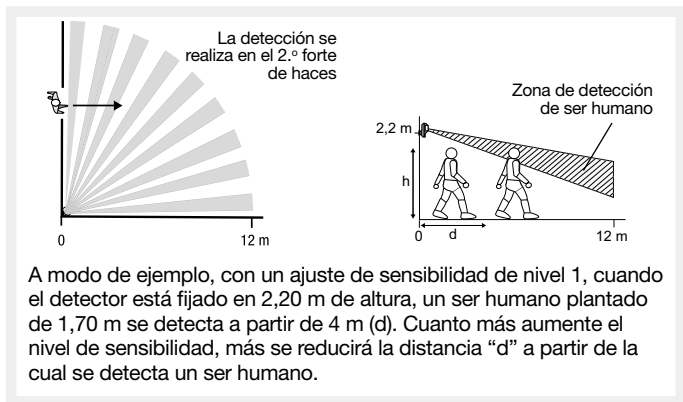 La detección se
realiza en el 2.º forte
de haces
0
12 m
Zona de detección
de ser humano
2,2 m
h
0
d
12 m
A modo de ejemplo, con un ajuste de sensibilidad de nivel 1, cuando
el detector está fijado en 2,20 m de altura, un ser humano plantado
de 1,70 m se detecta a partir de 4 m (d). Cuanto más aumente el
nivel de sensibilidad, más se reducirá la distancia “d” a partir de la
cual se detecta un ser humano.